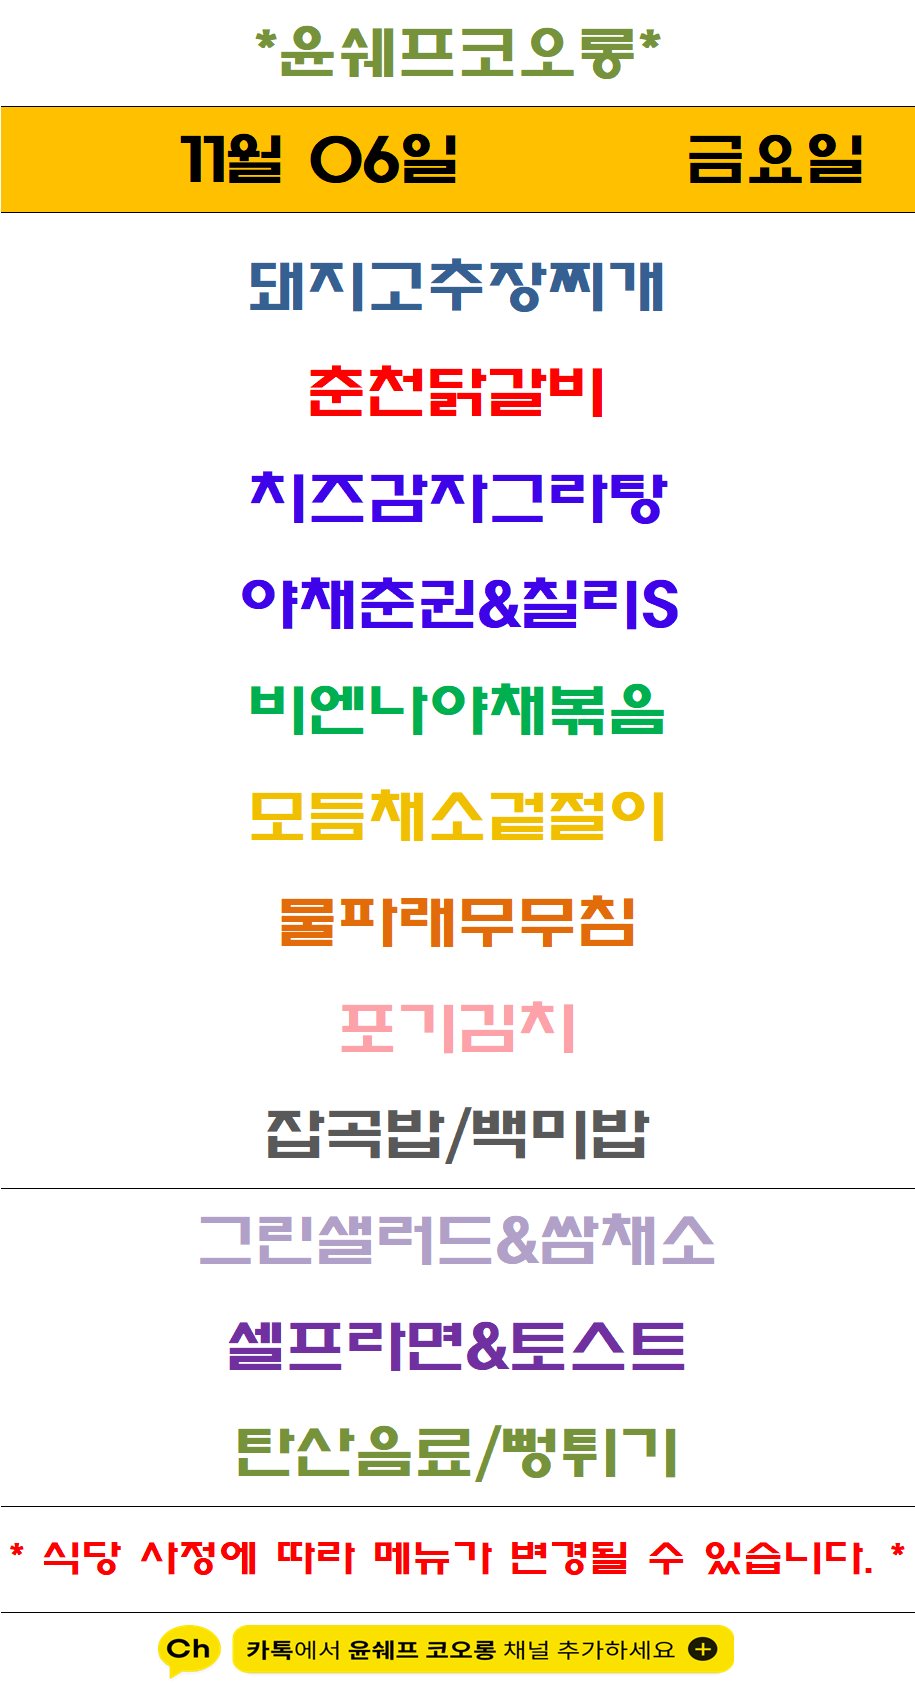 *윤쉐프코오롱*
11월 06일 금요일
돼지고추장찌개
춘천닭갈비
치즈감자그라탕
야채춘권&칠리S
비엔나야채볶음
모듬채소겉절이
물파래무무침
포기김치
잡곡밥/백미밥
그린샐러드&쌈채소
셀프라면&토스트
탄산음료/뻥튀기
* 식당 사정에 따라 메뉴가 변경될 수 있습니다. *
Ch 카톡에서 윤쉐프 코오롱 채널 추가하세요